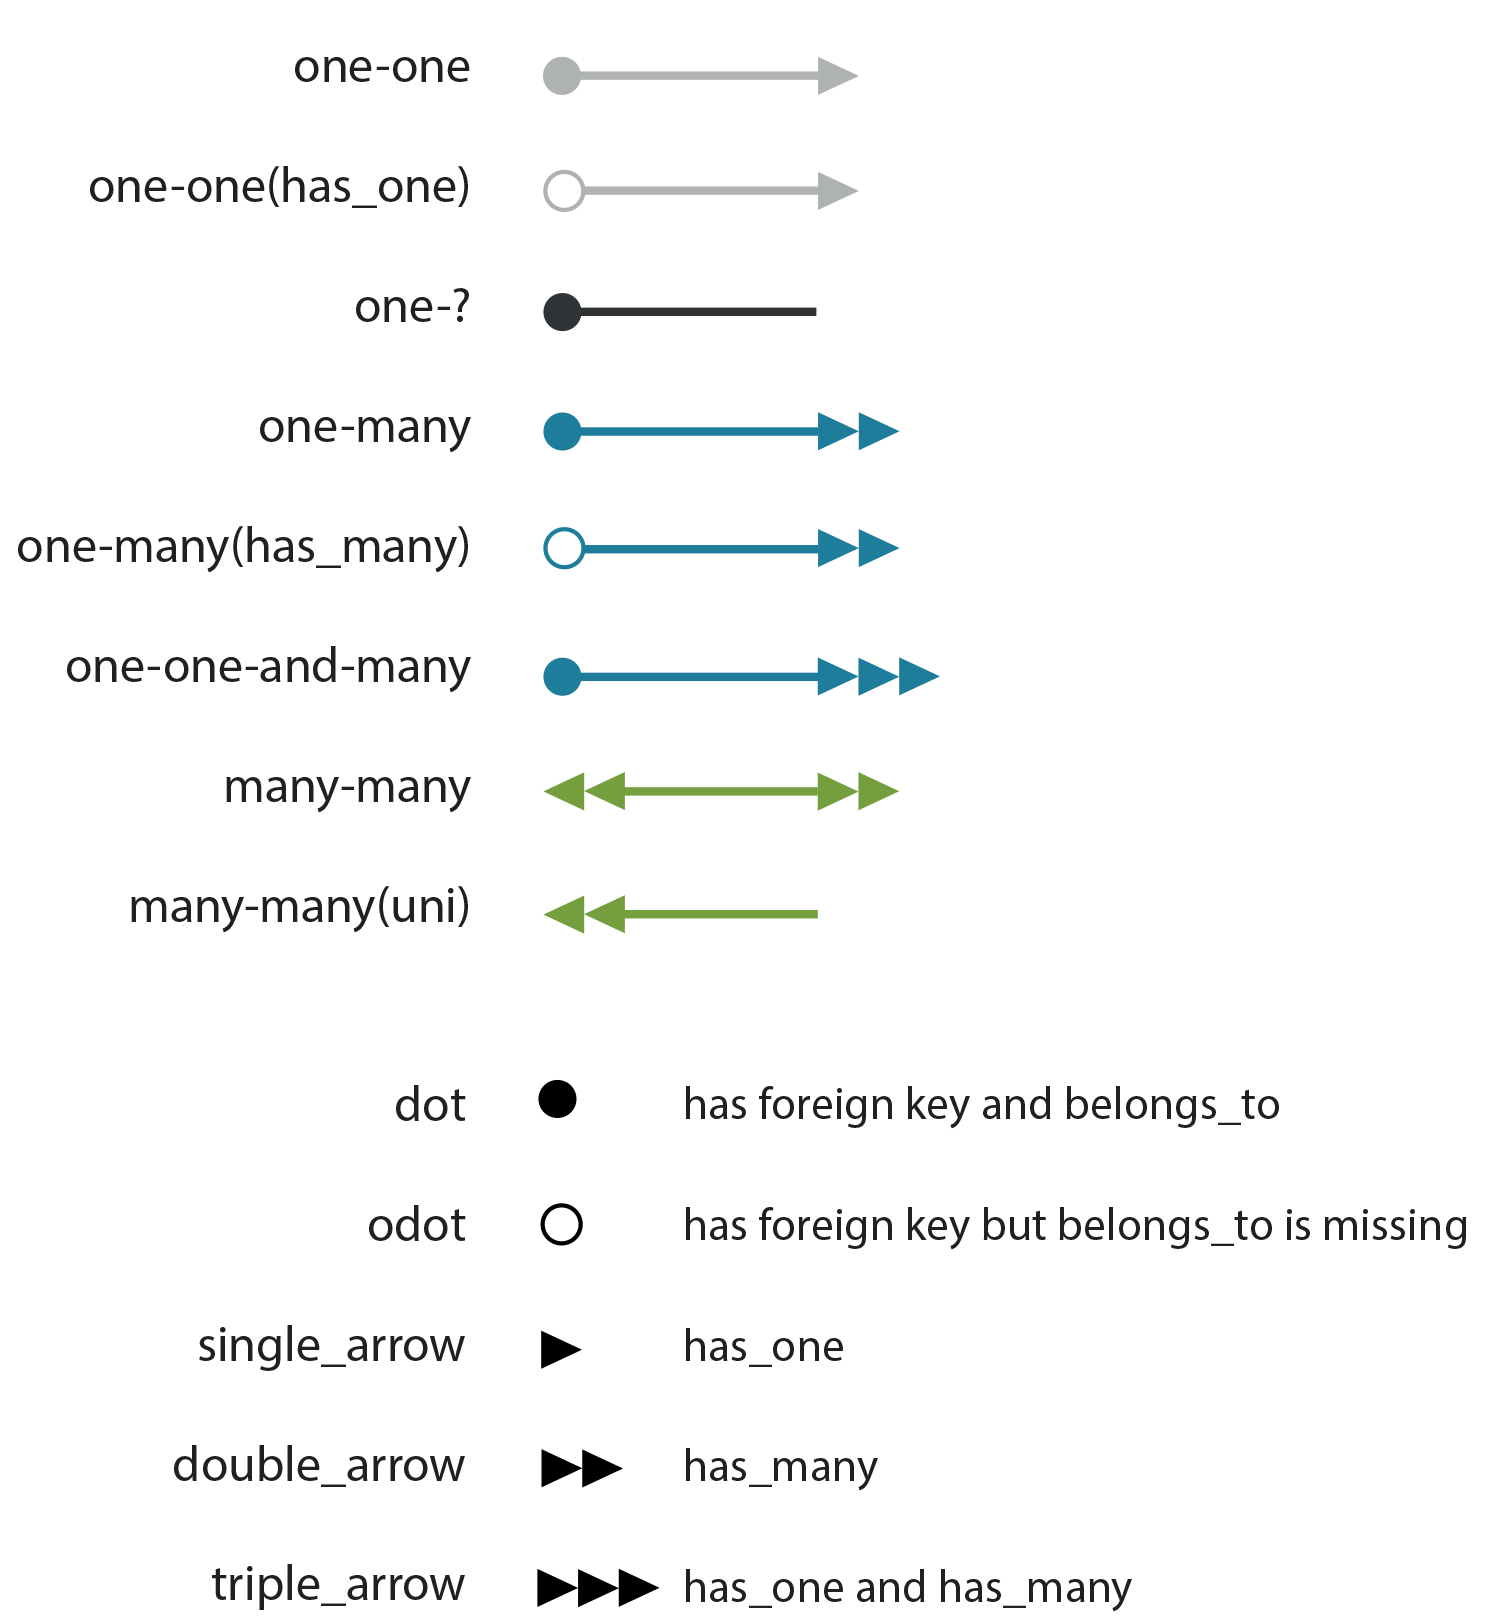 one-one
one-one(has_one)
one-?
one-many
one-many(has_many)
one-one-and-many
many-many
many-many(uni)
dot has foreign key and belongs_to
odot has foreign key but belongs_to is missing
single_arrow has_one
double_arrow has_many
triple_arrow has_one and has_many